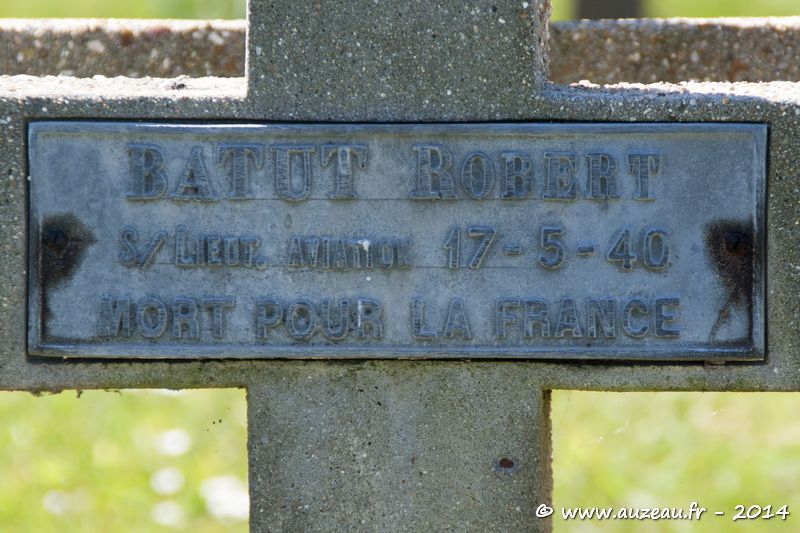 BATUT ROBERT
S/LIEUT. AVIATION 17-5-40
MORT POUR LA FRANCE
© www.auzeau.fr - 2014